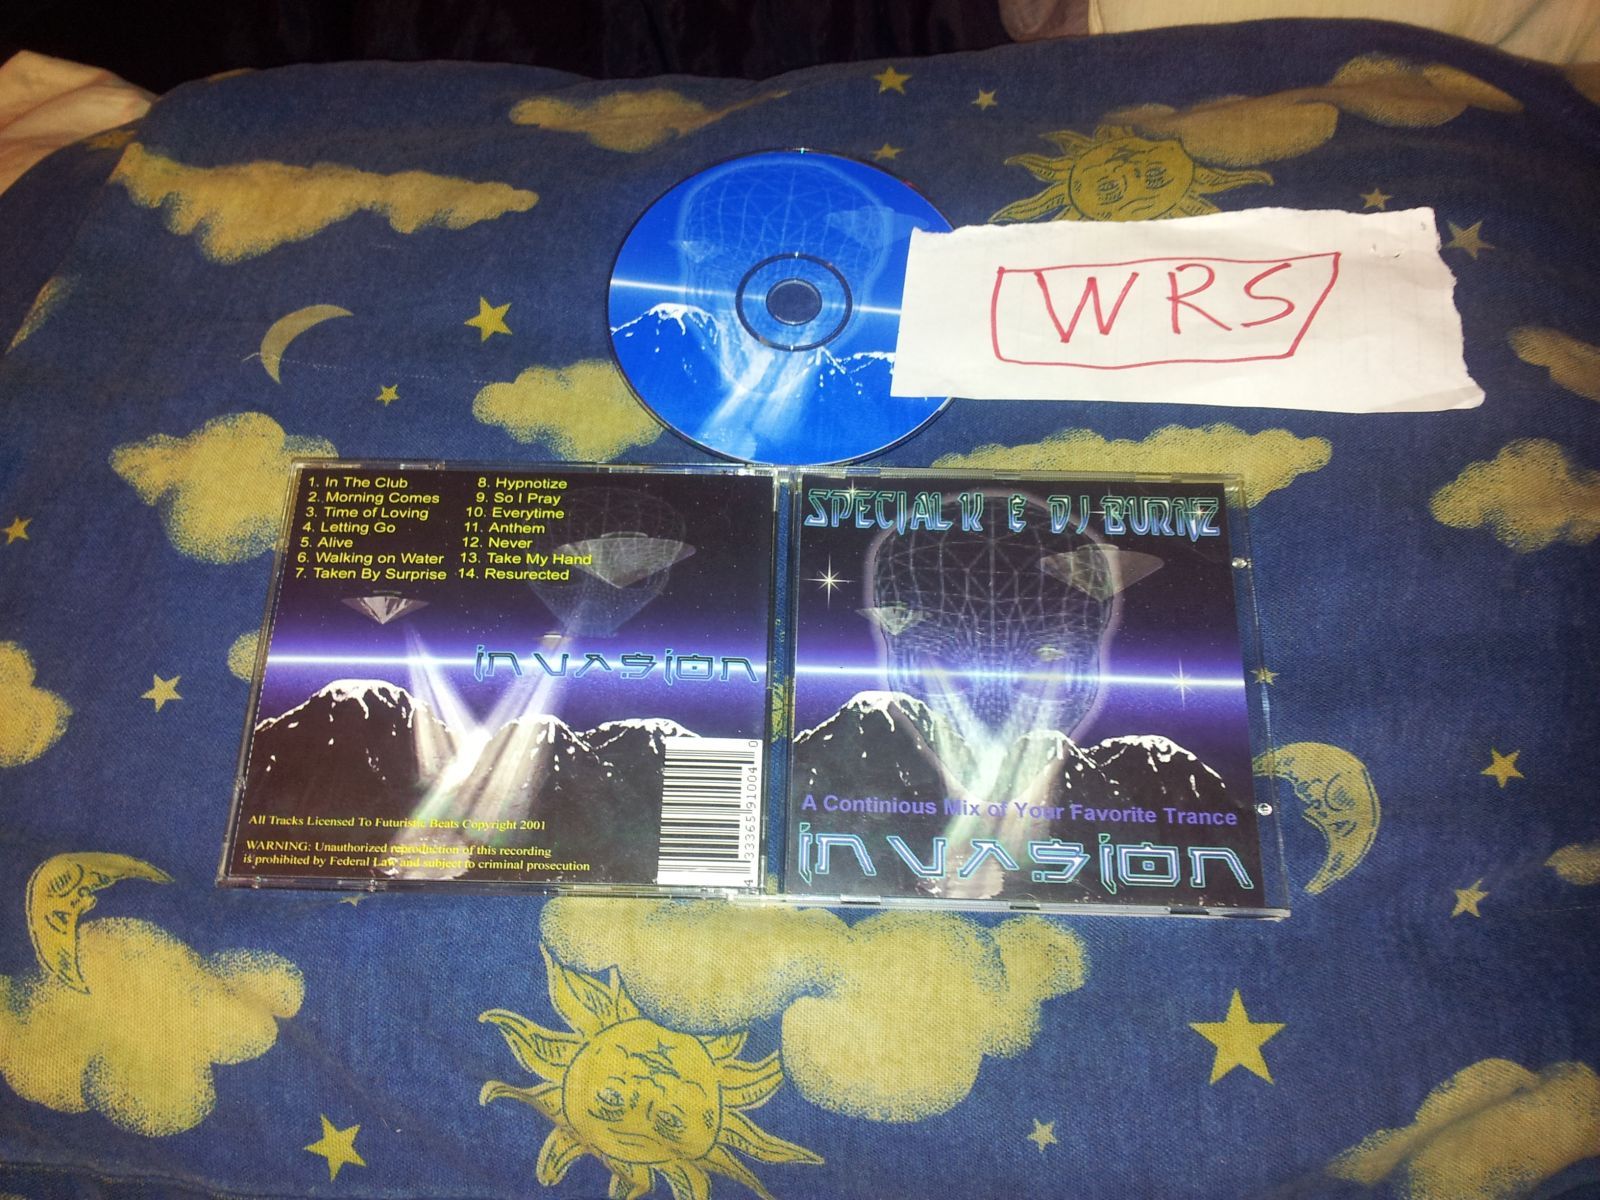 WRS
1. In The Club
2. Morning Comes
3. Time of Loving
4. Letting Go
5. Alive
6. Walking on Water
7. Taken By Surprise
8. Hypnotize
9. So I Pray
10. Everytime
11. Anthem
12. Never
13. Take My Hand
14. Resurected
invasion
All Tracks Licensed To Futuristic Beats Copyright 2001
WARNING: Unauthorized reproduction of this recording
is prohibited by Federal Law and subject to criminal prosecution
4 33365 91004 0
SPECIAL K & DJ BURNZ
A Continious Mix of Your Favorite Trance
invasion